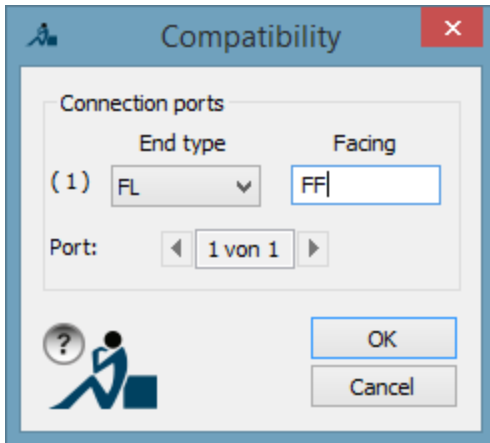 Compatibility
Connection ports
End type Facing
(1) FL FF
Port: 1 von 1
? OK
Cancel